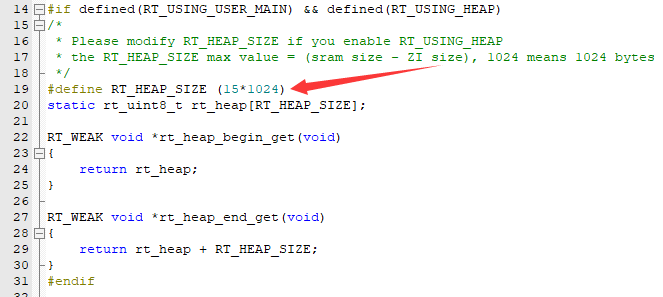 14 #if defined(RT_USING_USER_MAIN) && defined(RT_USING_HEAP)
15 /*
16  * Please modify RT_HEAP_SIZE if you enable RT_USING_HEAP
17  * the RT_HEAP_SIZE max value = (sram size - ZI size), 1024 means 1024 bytes
18  */
19 #define RT_HEAP_SIZE (15*1024)
20 static rt_uint8_t rt_heap[RT_HEAP_SIZE];
21
22 RT_WEAK void *rt_heap_begin_get(void)
23 {
24     return rt_heap;
25 }
26
27 RT_WEAK void *rt_heap_end_get(void)
28 {
29     return rt_heap + RT_HEAP_SIZE;
30 }
31 #endif